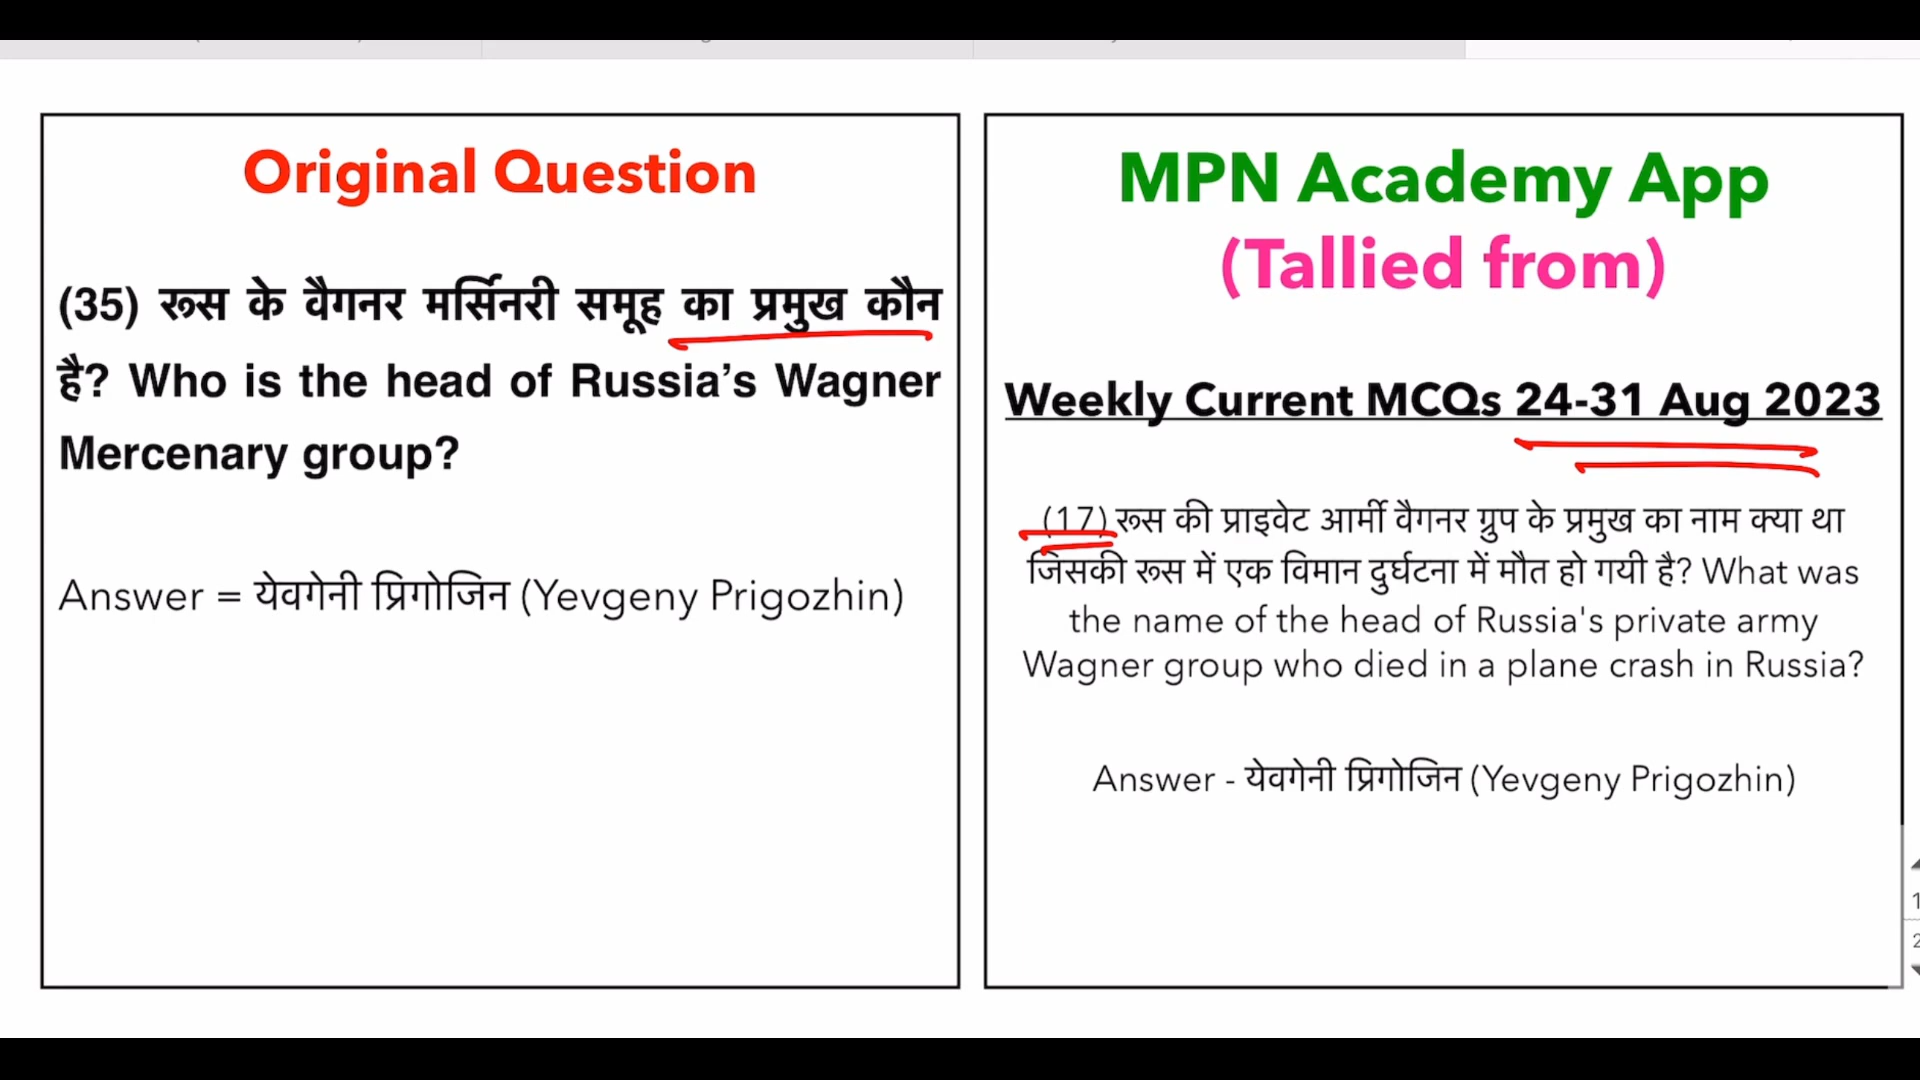 Original Question
(35) रूस के वैगनर मर्सिनरी समूह का प्रमुख कौन
है? Who is the head of Russia’s Wagner
Mercenary group?
Answer = येवगेनी प्रिगोजिन (Yevgeny Prigozhin)
MPN Academy App
(Tallied from)
Weekly Current MCQs 24-31 Aug 2023
(17) रूस की प्राइवेट आर्मी वैगनर ग्रुप के प्रमुख का नाम क्या था
जिसकी रूस में एक विमान दुर्घटना में मौत हो गयी है? What was
the name of the head of Russia's private army
Wagner group who died in a plane crash in Russia?
Answer - येवगेनी प्रिगोजिन (Yevgeny Prigozhin)
1
2